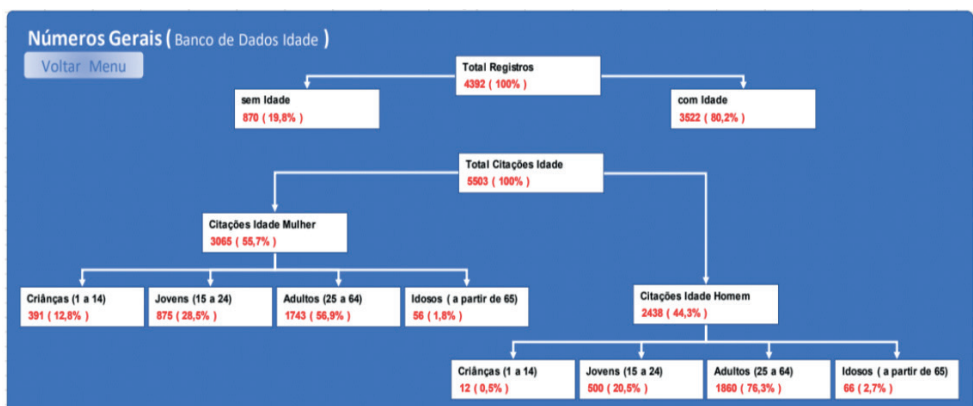 Números Gerais ( Banco de Dados Idade )
Voltar Menu
Total Registros
4392 ( 100% )
sem Idade
870 ( 19,8% )
com Idade
3522 ( 80,2% )
Total Citações Idade
5503 ( 100% )
Citações Idade Mulher
3065 ( 55,7% )
Criânças (1 a 14)
391 ( 12,8% )
Jovens (15 a 24)
875 ( 28,5% )
Adultos (25 a 64)
1743 ( 56,9% )
Idosos ( a partir de 65)
56 ( 1,8% )
Citações Idade Homem
2438 ( 44,3% )
Criânças (1 a 14)
12 ( 0,5% )
Jovens (15 a 24)
500 ( 20,5% )
Adultos (25 a 64)
1860 ( 76,3% )
Idosos ( a partir de 65)
66 ( 2,7% )